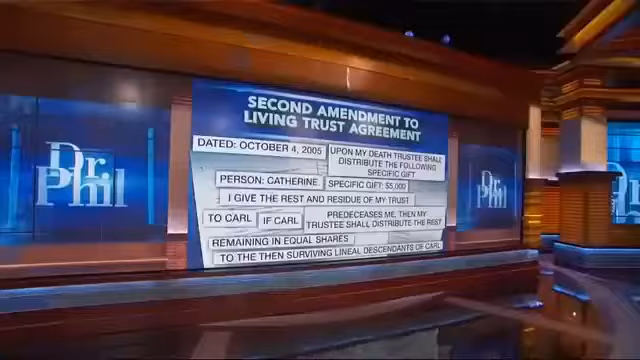 Dr.
Phil
SECOND AMENDMENT TO
LIVING TRUST AGREEMENT
DATED: OCTOBER 4, 2005
UPON MY DEATH TRUSTEE SHALL
DISTRIBUTE THE FOLLOWING
SPECIFIC GIFT
PERSON: CATHERINE.
SPECIFIC GIFT: $5,000
I GIVE THE REST AND RESIDUE OF MY TRUST
TO CARL
IF CARL
PREDECEASES ME, THEN MY
TRUSTEE SHALL DISTRIBUTE THE REST
REMAINING IN EQUAL SHARES
TO THE THEN SURVIVING LINEAL DESCENDANTS OF CARL
Dr.
Phil